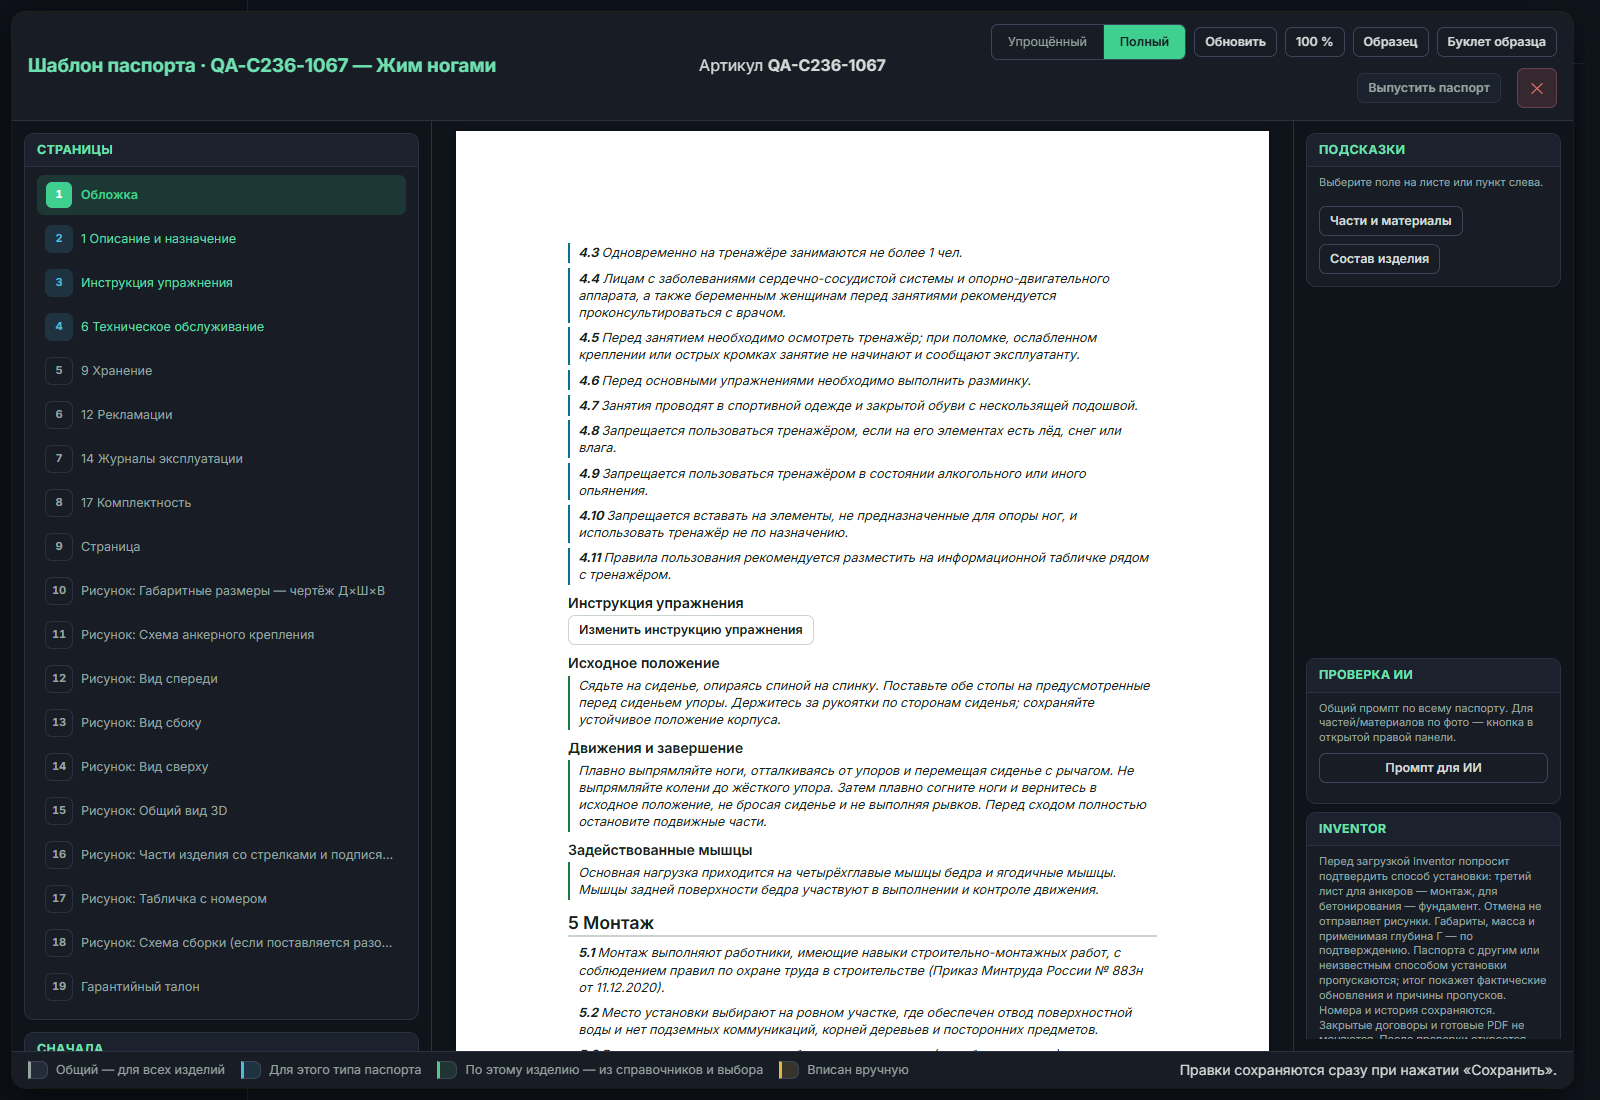 Шаблон паспорта · QA-C236-1067 — Жим ногами
Артикул QA-C236-1067
Упрощённый
Полный
Обновить
100 %
Образец
Буклет образца
Выпустить паспорт
СТРАНИЦЫ
1 Обложка
2 1 Описание и назначение
3 Инструкция упражнения
4 6 Техническое обслуживание
5 9 Хранение
6 12 Рекламации
7 14 Журналы эксплуатации
8 17 Комплектность
9 Страница
10 Рисунок: Габаритные размеры — чертёж Д×Ш×В
11 Рисунок: Схема анкерного крепления
12 Рисунок: Вид спереди
13 Рисунок: Вид сбоку
14 Рисунок: Вид сверху
15 Рисунок: Общий вид 3D
16 Рисунок: Части изделия со стрелками и подпися...
17 Рисунок: Табличка с номером
18 Рисунок: Схема сборки (если поставляется разо...
19 Гарантийный талон
СНАЧАЛА
4.3 Одновременно на тренажёре занимаются не более 1 чел.
4.4 Лицам с заболеваниями сердечно-сосудистой системы и опорно-двигательного
аппарата, а также беременным женщинам перед занятиями рекомендуется
проконсультироваться с врачом.
4.5 Перед занятием необходимо осмотреть тренажёр; при поломке, ослабленном
креплении или острых кромках занятие не начинают и сообщают эксплуатанту.
4.6 Перед основными упражнениями необходимо выполнить разминку.
4.7 Занятия проводят в спортивной одежде и закрытой обуви с нескользящей подошвой.
4.8 Запрещается пользоваться тренажёром, если на его элементах есть лёд, снег или
влага.
4.9 Запрещается пользоваться тренажёром в состоянии алкогольного или иного
опьянения.
4.10 Запрещается вставать на элементы, не предназначенные для опоры ног, и
использовать тренажёр не по назначению.
4.11 Правила пользования рекомендуется разместить на информационной табличке рядом
с тренажёром.
Инструкция упражнения
Изменить инструкцию упражнения
Исходное положение
Сядьте на сиденье, опираясь спиной на спинку. Поставьте обе стопы на предусмотренные
перед сиденьем упоры. Держитесь за рукоятки по сторонам сиденья; сохраняйте
устойчивое положение корпуса.
Движения и завершение
Плавно выпрямляйте ноги, отталкиваясь от упоров и перемещая сиденье с рычагом. Не
выпрямляйте колени до жёсткого упора. Затем плавно согните ноги и вернитесь в
исходное положение, не бросая сиденье и не выполняя рывков. Перед сходом полностью
остановите подвижные части.
Задействованные мышцы
Основная нагрузка приходится на четырёхглавые мышцы бедра и ягодичные мышцы.
Мышцы задней поверхности бедра участвуют в выполнении и контроле движения.
5 Монтаж
5.1 Монтаж выполняют работники, имеющие навыки строительно-монтажных работ, с
соблюдением правил по охране труда в строительстве (Приказ Минтруда России № 883н
от 11.12.2020).
5.2 Место установки выбирают на ровном участке, где обеспечен отвод поверхностной
воды и нет подземных коммуникаций, корней деревьев и посторонних предметов.
ПОДСКАЗКИ
Выберите поле на листе или пункт слева.
Части и материалы
Состав изделия
ПРОВЕРКА ИИ
Общий промпт по всему паспорту. Для
частей/материалов по фото — кнопка в
открытой правой панели.
Промпт для ИИ
INVENTOR
Перед загрузкой Inventor попросит
подтвердить способ установки: третий
лист для анкеров — монтаж, для
бетонирования — фундамент. Отмена не
отправляет рисунки. Габариты, масса и
применимая глубина Г — по
подтверждению. Паспорта с другим или
неизвестным способом установки
пропускаются; итог покажет фактические
обновления и причины пропусков.
Номера и история сохраняются.
Закрытые договоры и готовые PDF не
Общий — для всех изделий
Для этого типа паспорта
По этому изделию — из справочников и выбора
Вписан вручную
Правки сохраняются сразу при нажатии «Сохранить».